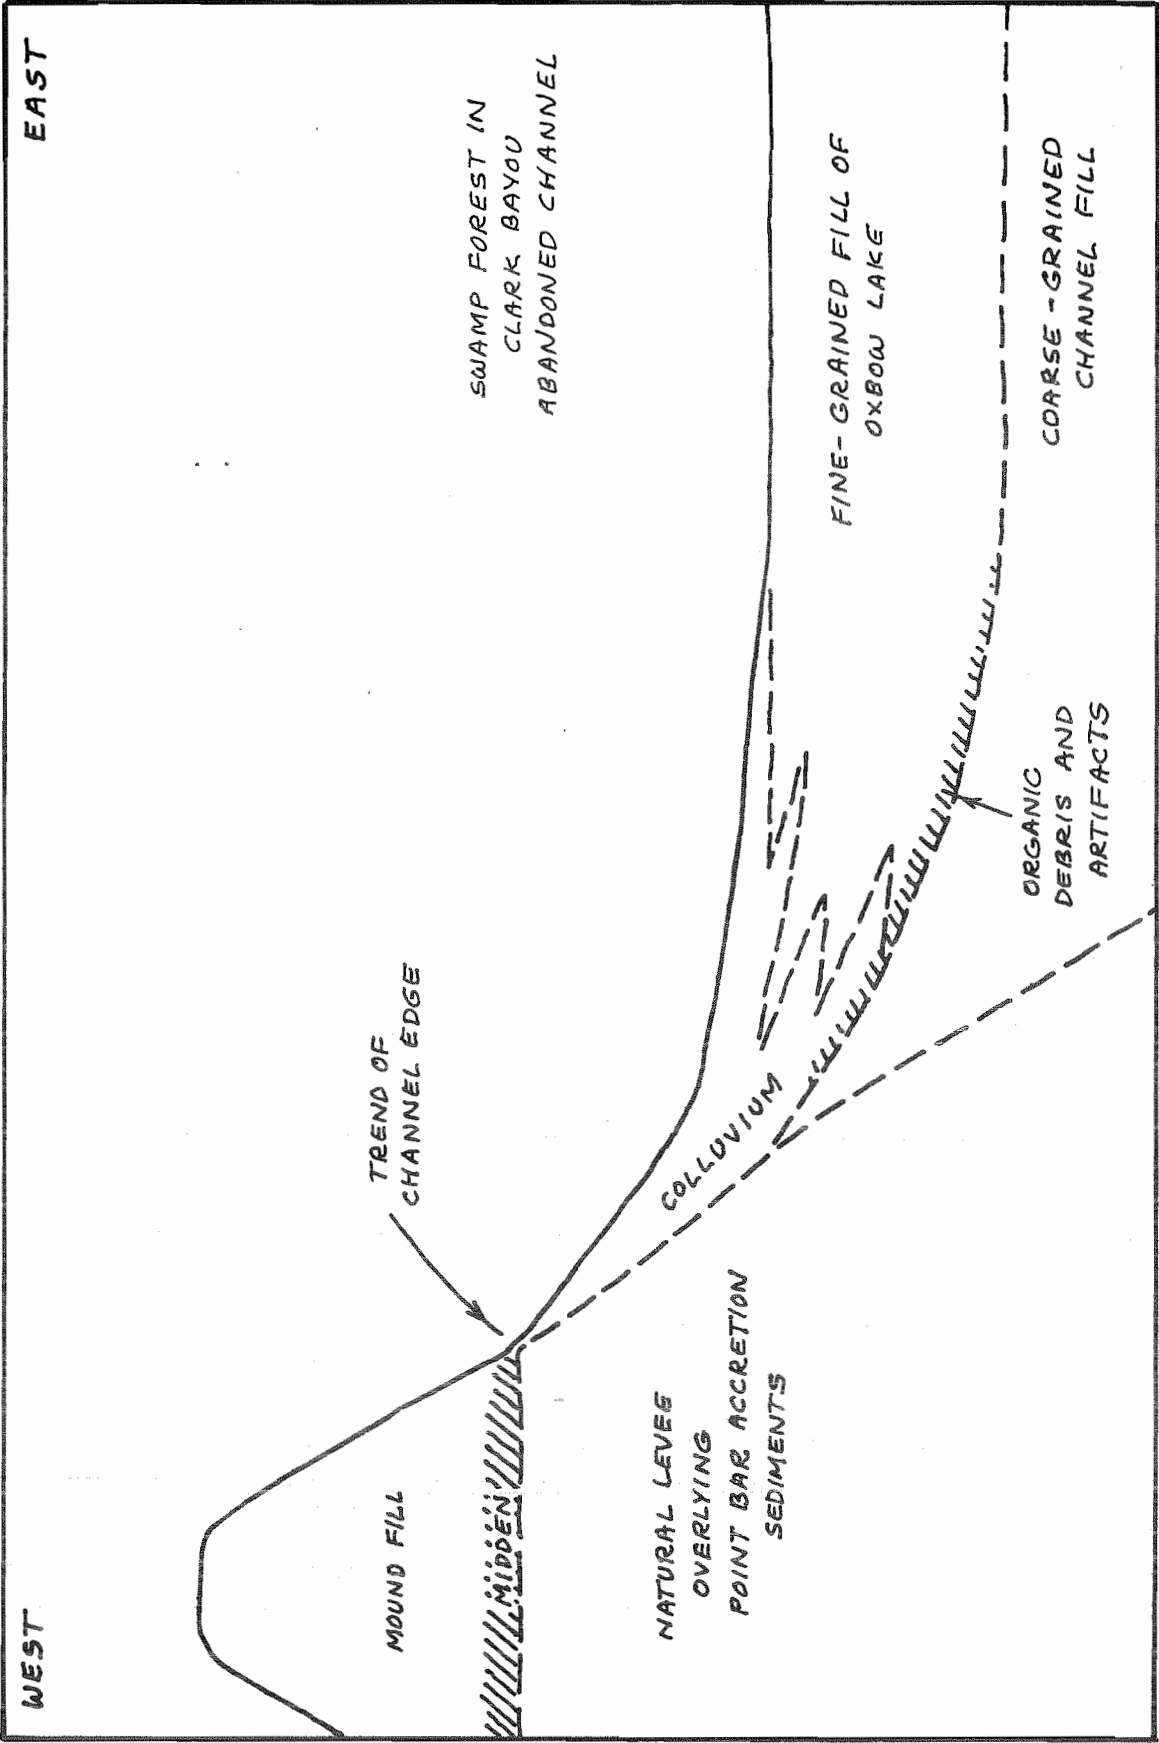 WEST
EAST
TREND OF
CHANNEL EDGE
SWAMP FOREST IN
CLARK BAYOU
ABANDONED CHANNEL
MOUND FILL
MIDDEN
NATURAL LEVEE
OVERLYING
POINT BAR ACCRETION
SEDIMENTS
COLLUVIUM
FINE-GRAINED FILL OF
OXBOW LAKE
ORGANIC
DEBRIS AND
ARTIFACTS
COARSE-GRAINED
CHANNEL FILL